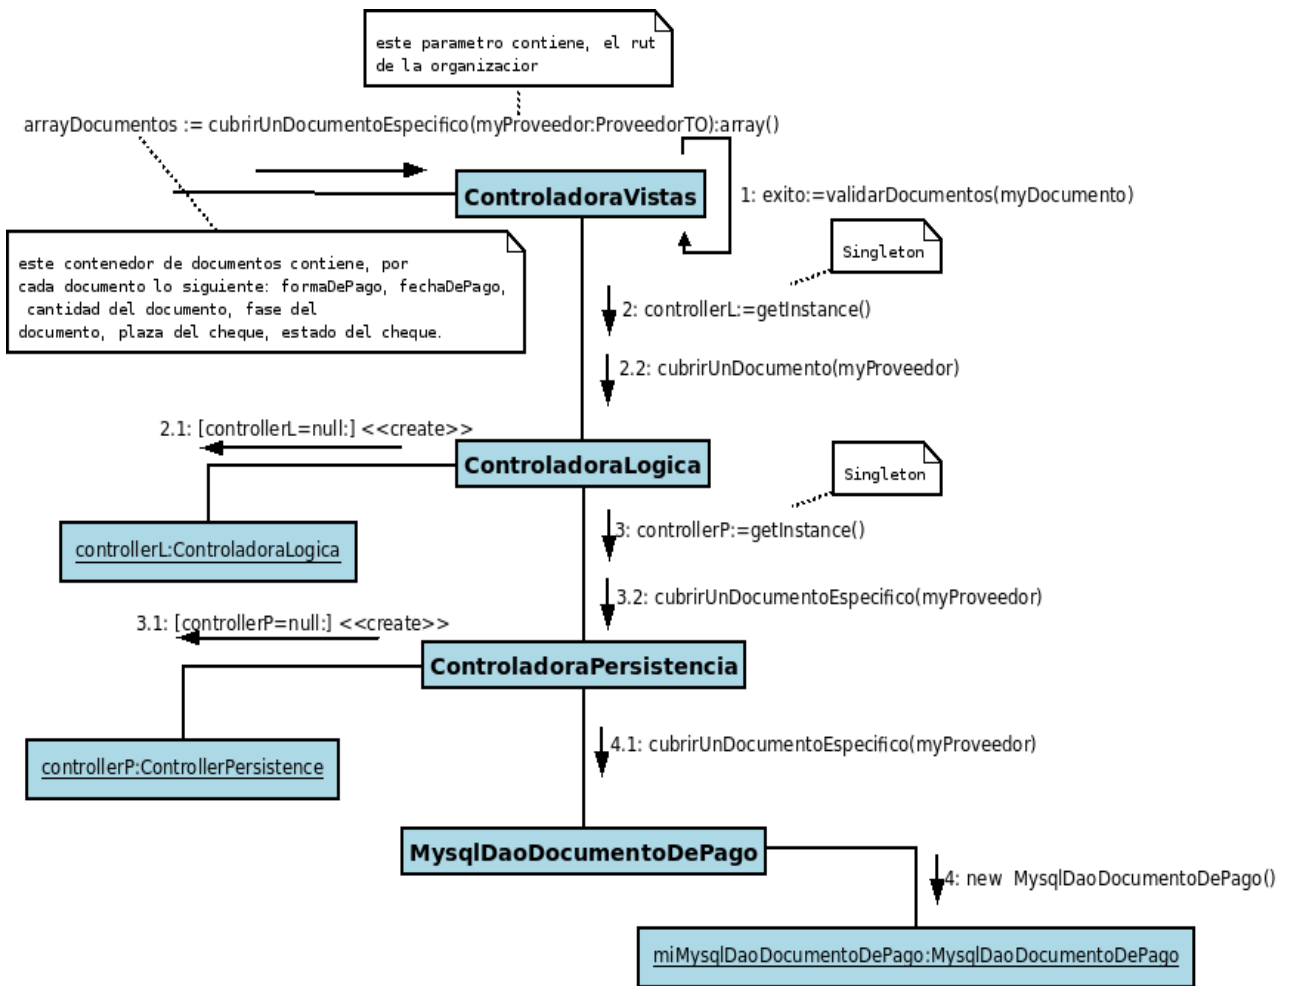 este parametro contiene, el rut
de la organizacior
arrayDocumentos := cubrirUnDocumentoEspecifico(myProveedor:ProveedorTO):array()
ControladoraVistas
1: exito:=validarDocumentos(myDocumento)
Singleton
este contenedor de documentos contiene, por
cada documento lo siguiente: formaDePago, fechaDePago,
cantidad del documento, fase del
documento, plaza del cheque, estado del cheque.
2: controllerL:=getInstance()
2.2: cubrirUnDocumento(myProveedor)
2.1: [controllerL=null:] <<create>>
ControladoraLogica
Singleton
3: controllerP:=getInstance()
controllerL:ControladoraLogica
3.2: cubrirUnDocumentoEspecifico(myProveedor)
3.1: [controllerP=null:] <<create>>
ControladoraPersistencia
4.1: cubrirUnDocumentoEspecifico(myProveedor)
controllerP:ControllerPersistence
MysqlDaoDocumentoDePago
4: new MysqlDaoDocumentoDePago()
miMysqlDaoDocumentoDePago:MysqlDaoDocumentoDePago